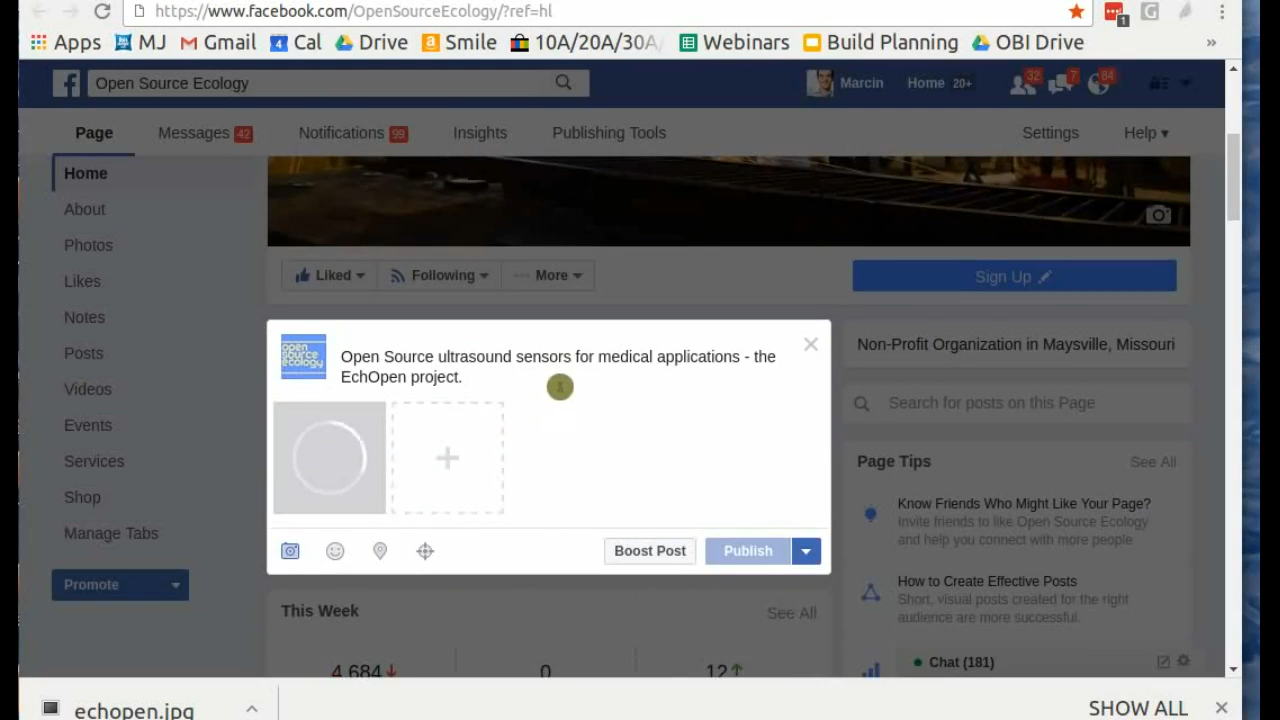 https://www.facebook.com/OpenSourceEcology/?ref=hl
1
Apps MJ Gmail 4 Cal Drive a Smile 10A/20A/30A/ Webinars Build Planning OBI Drive »
Open Source Ecology Marcin Home 20+ 32 7 84
Page Messages 42 Notifications 99 Insights Publishing Tools Settings Help
Home
About
Photos
Likes
Notes
Posts
Videos
Events
Services
Shop
Manage Tabs
Promote
Liked Following More Sign Up
open source ecology
Open Source ultrasound sensors for medical applications - the
EchOpen project.
Boost Post Publish
This Week See All
4,684 0 12
Non-Profit Organization in Maysville, Missouri
Search for posts on this Page
Page Tips See All
Know Friends Who Might Like Your Page?
Invite friends to like Open Source Ecology
and help you connect with more people
How to Create Effective Posts
Short, visual posts created for the right
audience are more successful.
Chat (181)
echopen.jpg SHOW ALL